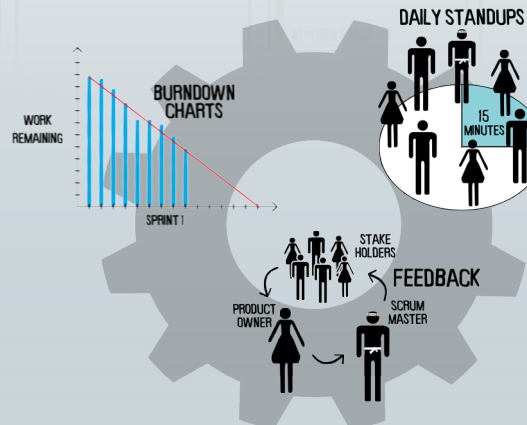 DAILY STANDUPS
BURNDOWN
CHARTS
WORK
REMAINING
15
MINUTES
SPRINT 1
STAKE
HOLDERS
FEEDBACK
PRODUCT
OWNER
SCRUM
MASTER